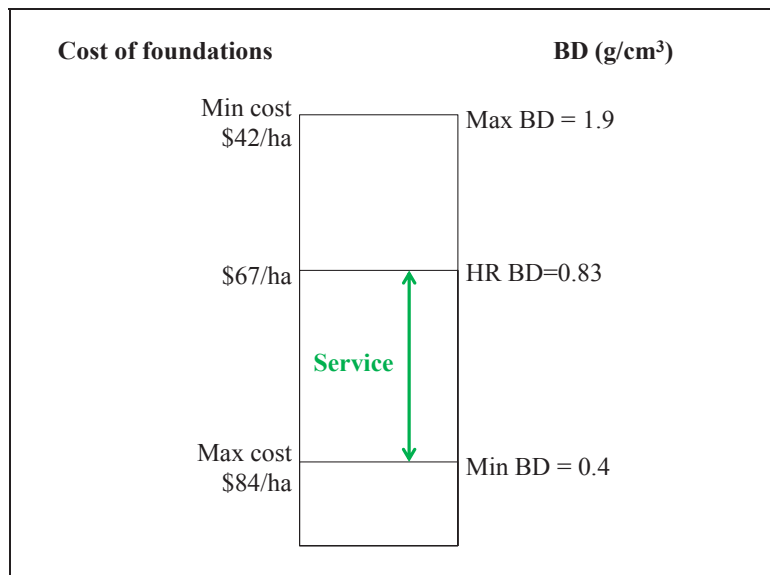 Cost of foundations
BD (g/cm³)
Min cost
$42/ha
Max BD = 1.9
$67/ha
HR BD=0.83
Service
Max cost
$84/ha
Min BD = 0.4